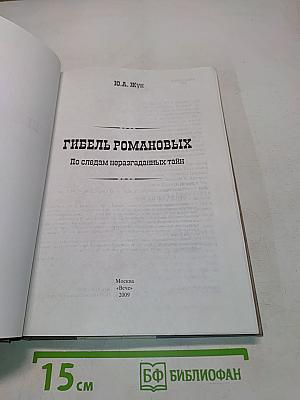 Ю.А. Жук
ГИБЕЛЬ РОМАНОВЫХ
По следам неразгаданных тайн
Москва
«Вече»
2009
15 см
БФ БИБЛИОФАН